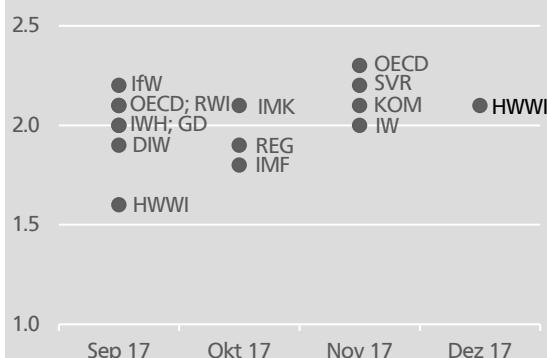 2.5
OECD
IfW
SVR
OECD; RWI
IMK
KOM
HWWI
2.0
IWH; GD
IW
DIW
REG
IMF
HWWI
1.5
1.0
Sep 17
Okt 17
Nov 17
Dez 17